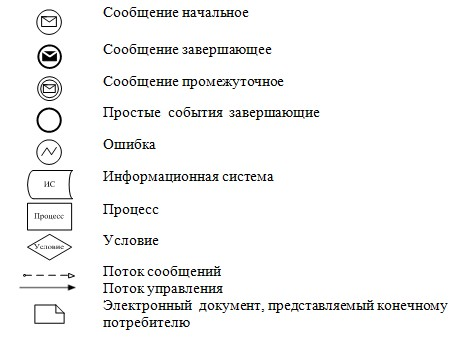 Сообщение начальное
Сообщение завершающее
Сообщение промежуточное
Простые события завершающие
Ошибка
ИС
Информационная система
Процесс
Процесс
Условие
Условие
Поток сообщений
Поток управления
Электронный документ, представляемый конечному
потребителю